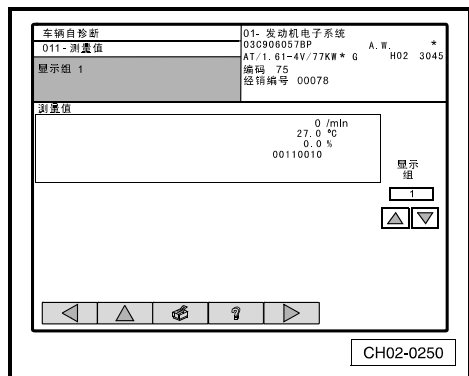 车辆自诊断
011-测量值
显示组 1
01-发动机电子系统
03C906057BP A.W. *
AT/1.61-4V/77KW* G H02 3045
编码 75
经销编号 00078
测量值
0 /mln
27.0 ℃
0.0 %
00110010
显示
组
1
?
CH02-0250